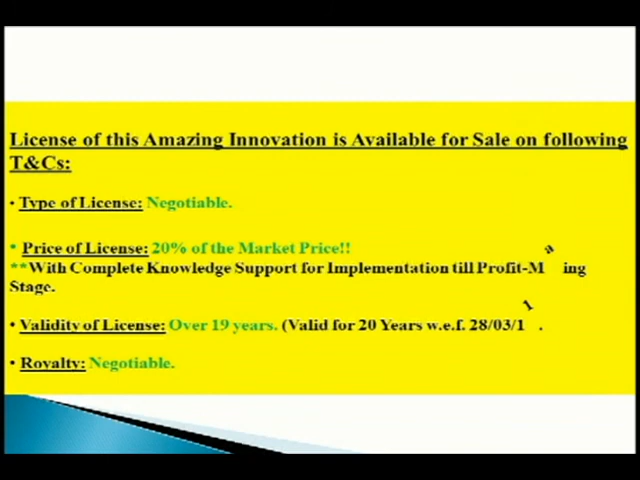 License of this Amazing Innovation is Available for Sale on following
T&Cs:
• Type of License: Negotiable.
• Price of License: 20% of the Market Price!!
**With Complete Knowledge Support for Implementation till Profit-Making
Stage.
• Validity of License: Over 19 years. (Valid for 20 Years w.e.f. 28/03/11.
• Royalty: Negotiable.